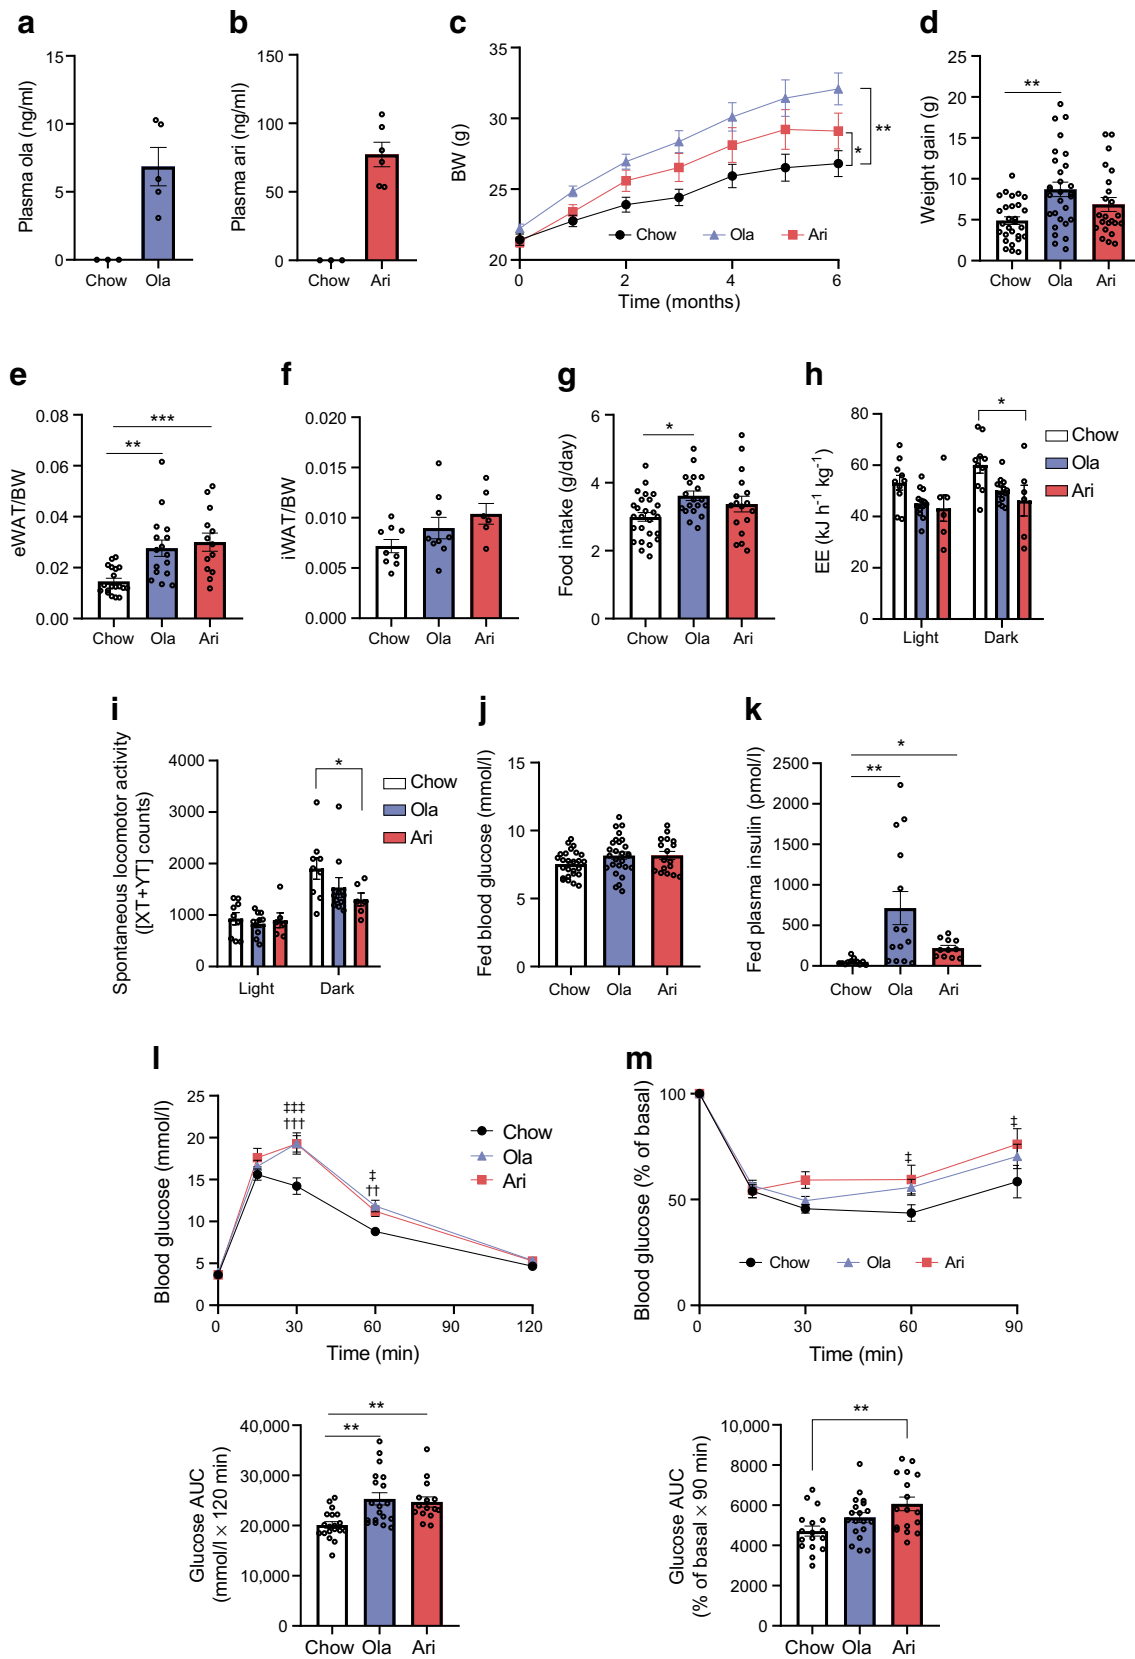 a
Plasma ola (ng/ml)
15
10
5
0
Chow
Ola
b
Plasma ari (ng/ml)
150
100
50
0
Chow
Ari
c
BW (g)
35
30
25
20
0
2
4
6
Time (months)
Chow
Ola
Ari
*
**
d
Weight gain (g)
25
20
15
10
5
0
**
Chow
Ola
Ari
e
eWAT/BW
0.08
0.06
0.04
0.02
0.00
***
**
Chow
Ola
Ari
f
iWAT/BW
0.020
0.015
0.010
0.005
0.000
Chow
Ola
Ari
g
Food intake (g/day)
6
4
2
0
*
Chow
Ola
Ari
h
EE (kJ h⁻¹ kg⁻¹)
80
60
40
20
0
*
Light
Dark
Chow
Ola
Ari
i
Spontaneous locomotor activity
([XT+YT] counts)
4000
3000
2000
1000
0
*
Light
Dark
Chow
Ola
Ari
j
Fed blood glucose (mmol/l)
15
10
5
0
Chow
Ola
Ari
k
Fed plasma insulin (pmol/l)
2500
2000
1500
1000
500
0
*
**
Chow
Ola
Ari
l
Blood glucose (mmol/l)
25
20
15
10
5
0
‡‡‡
†††
‡
††
0
30
60
90
120
Time (min)
Chow
Ola
Ari
m
Blood glucose (% of basal)
100
50
0
‡
‡
0
30
60
90
Time (min)
Chow
Ola
Ari
Glucose AUC
(mmol/l × 120 min)
40,000
30,000
20,000
10,000
0
**
**
Chow
Ola
Ari
Glucose AUC
(% of basal × 90 min)
10,000
8000
6000
4000
2000
0
**
Chow
Ola
Ari